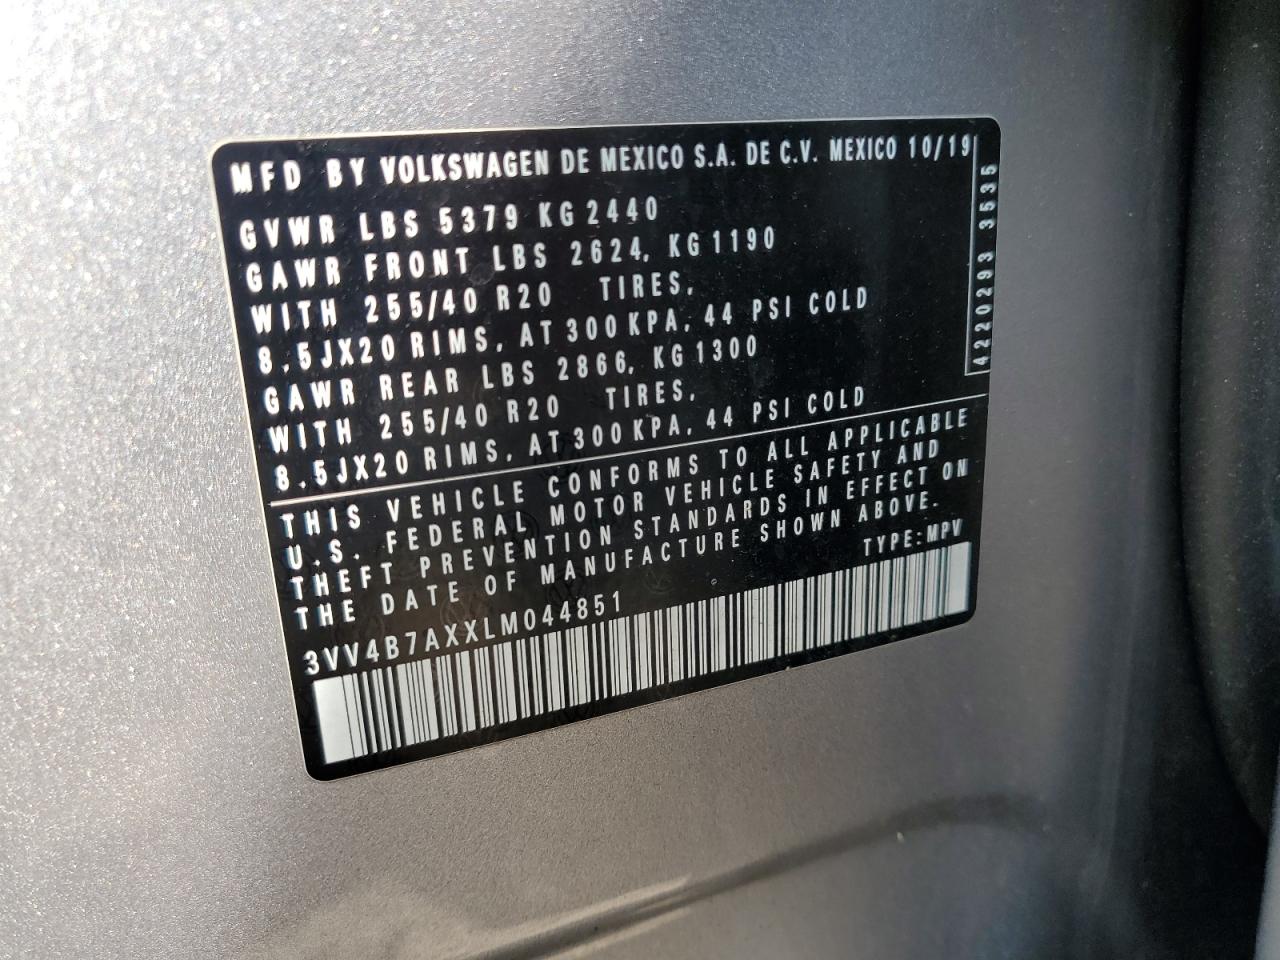 MFD BY VOLKSWAGEN DE MEXICO S.A. DE C.V. MEXICO 10/19
GVWR LBS 5379 KG 2440
GAWR FRONT LBS 2624, KG 1190
WITH 255/40 R20 TIRES,
8.5JX20 RIMS, AT 300 KPA, 44 PSI COLD
GAWR REAR LBS 2866, KG 1300
WITH 255/40 R20 TIRES,
8.5JX20 RIMS, AT 300 KPA, 44 PSI COLD
THIS VEHICLE CONFORMS TO ALL APPLICABLE
U.S. FEDERAL MOTOR VEHICLE SAFETY AND
THEFT PREVENTION STANDARDS IN EFFECT ON
THE DATE OF MANUFACTURE SHOWN ABOVE.
TYPE:MPV
3VV4B7AXXLM044851
4220293 3535